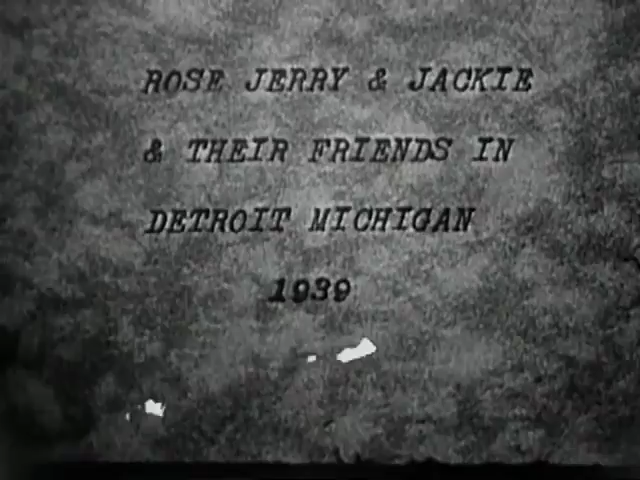 ROSE JERRY & JACKIE
& THEIR FRIENDS IN
DETROIT MICHIGAN
1939